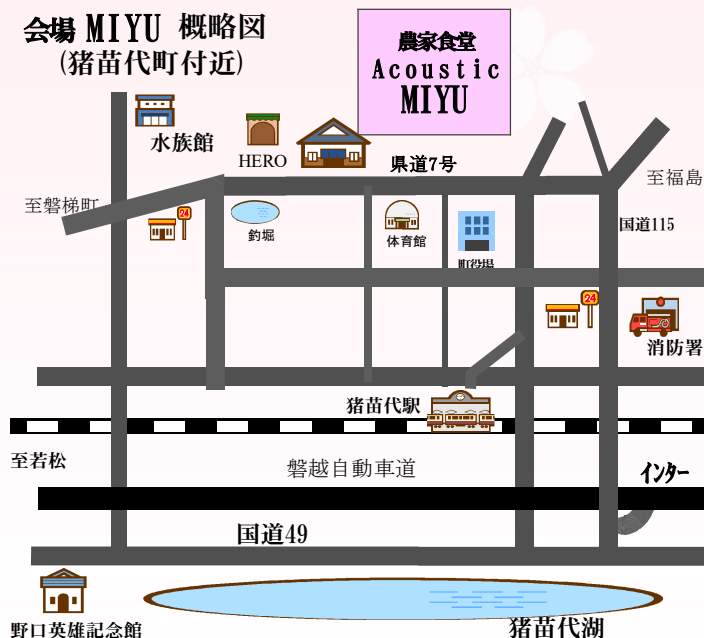 会場 MIYU 概略図
(猪苗代町付近)
農家食堂
Acoustic
MIYU
水族館
HERO
県道7号
至磐梯町
至福島
24
釣堀
体育館
町役場
国道115
24
消防署
猪苗代駅
至若松
磐越自動車道
インター
国道49
野口英雄記念館
猪苗代湖